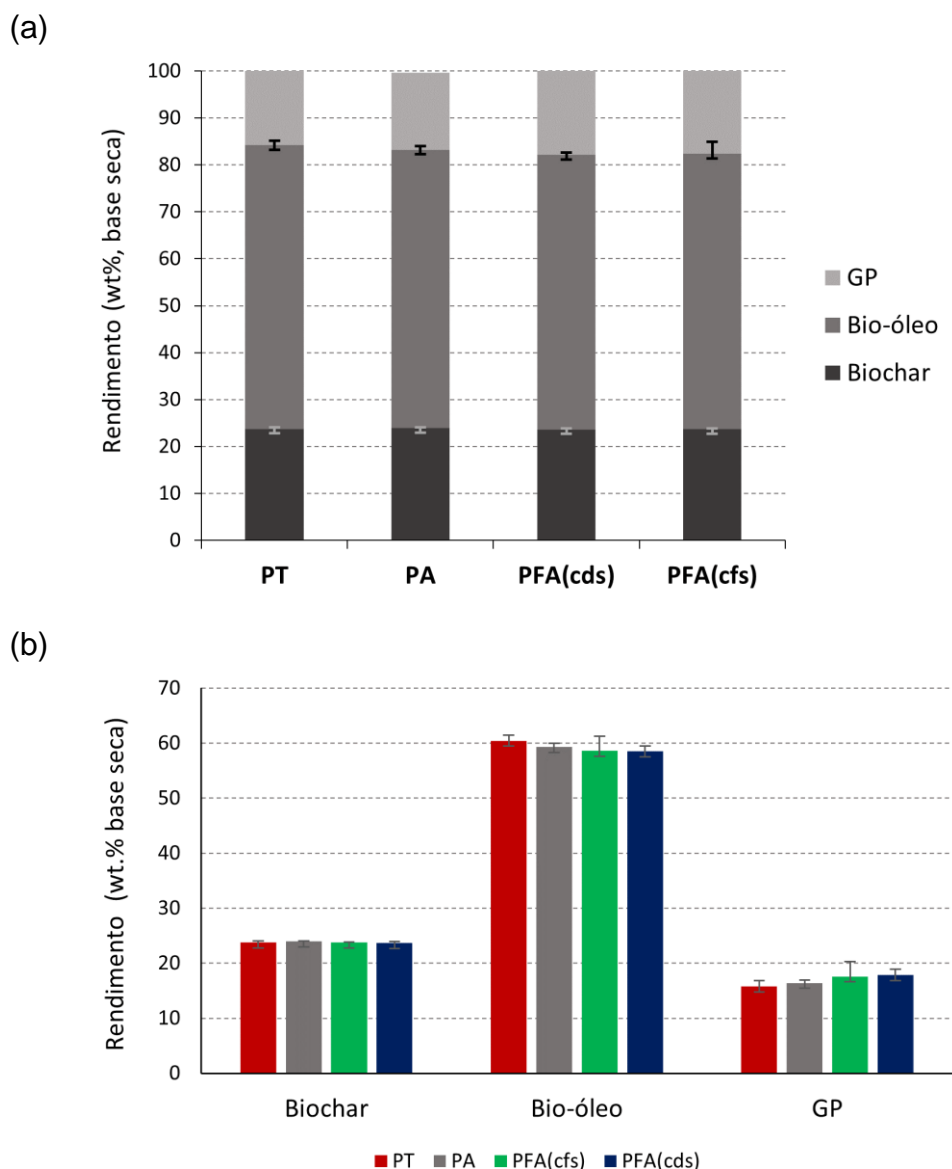 (a)
Rendimento (wt%, base seca)
100
90
80
70
60
50
40
30
20
10
0
PT PA PFA(cds) PFA(cfs)
GP
Bio-óleo
Biochar
(b)
Rendimento (wt.% base seca)
70
60
50
40
30
20
10
0
Biochar Bio-óleo GP
PT PA PFA(cfs) PFA(cds)